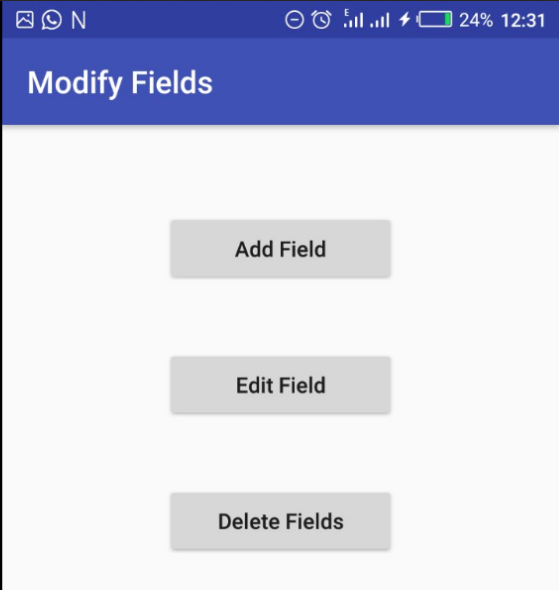 N E 24% 12:31
Modify Fields
Add Field
Edit Field
Delete Fields